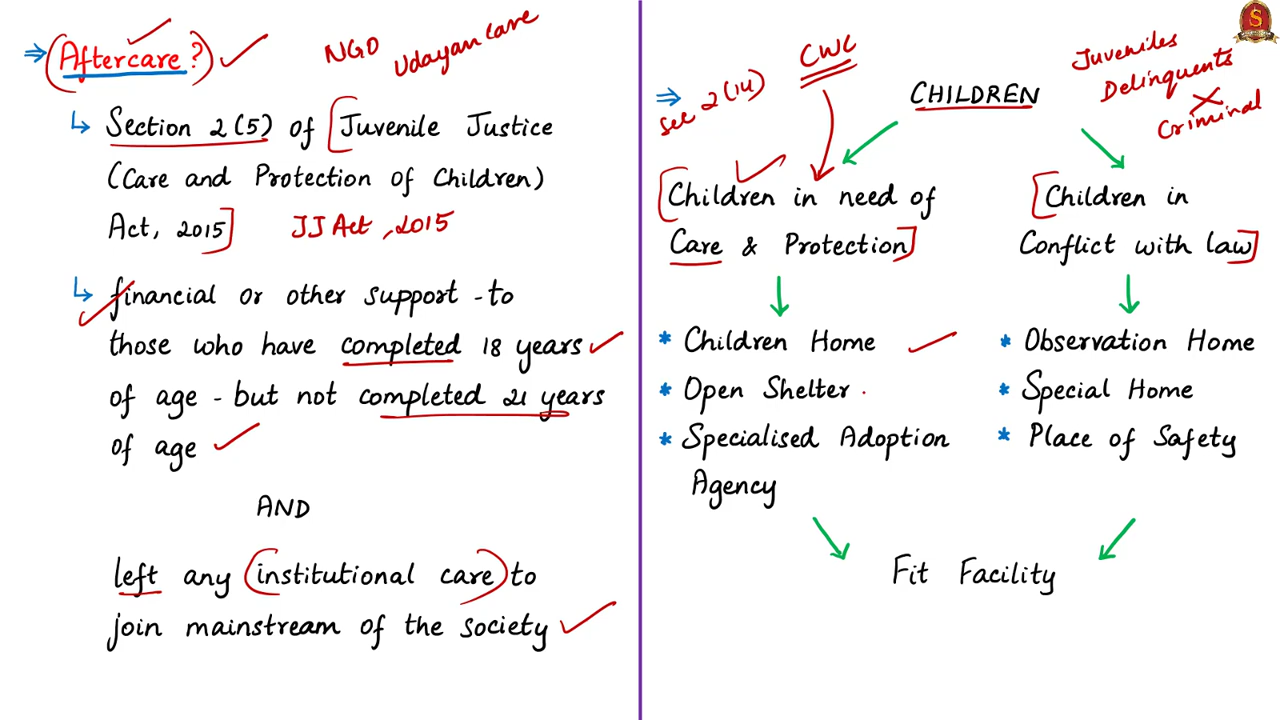 ⇒ (Aftercare?)
NGO Udayan Care
↳ Section 2(5) of [Juvenile Justice
(Care and Protection of Children)
Act, 2015] JJ Act, 2015
↳ financial or other support - to
those who have completed 18 years
of age - but not completed 21 years
of age
AND
left any (institutional care) to
join mainstream of the society
S
CWC
Juveniles
Delinquents
Criminal
⇒ CHILDREN
Sec 2(14)
[Children in need of
Care & Protection]
* Children Home
* Open Shelter
* Specialised Adoption
Agency
[Children in
Conflict with law]
* Observation Home
* Special Home
* Place of Safety
Fit Facility